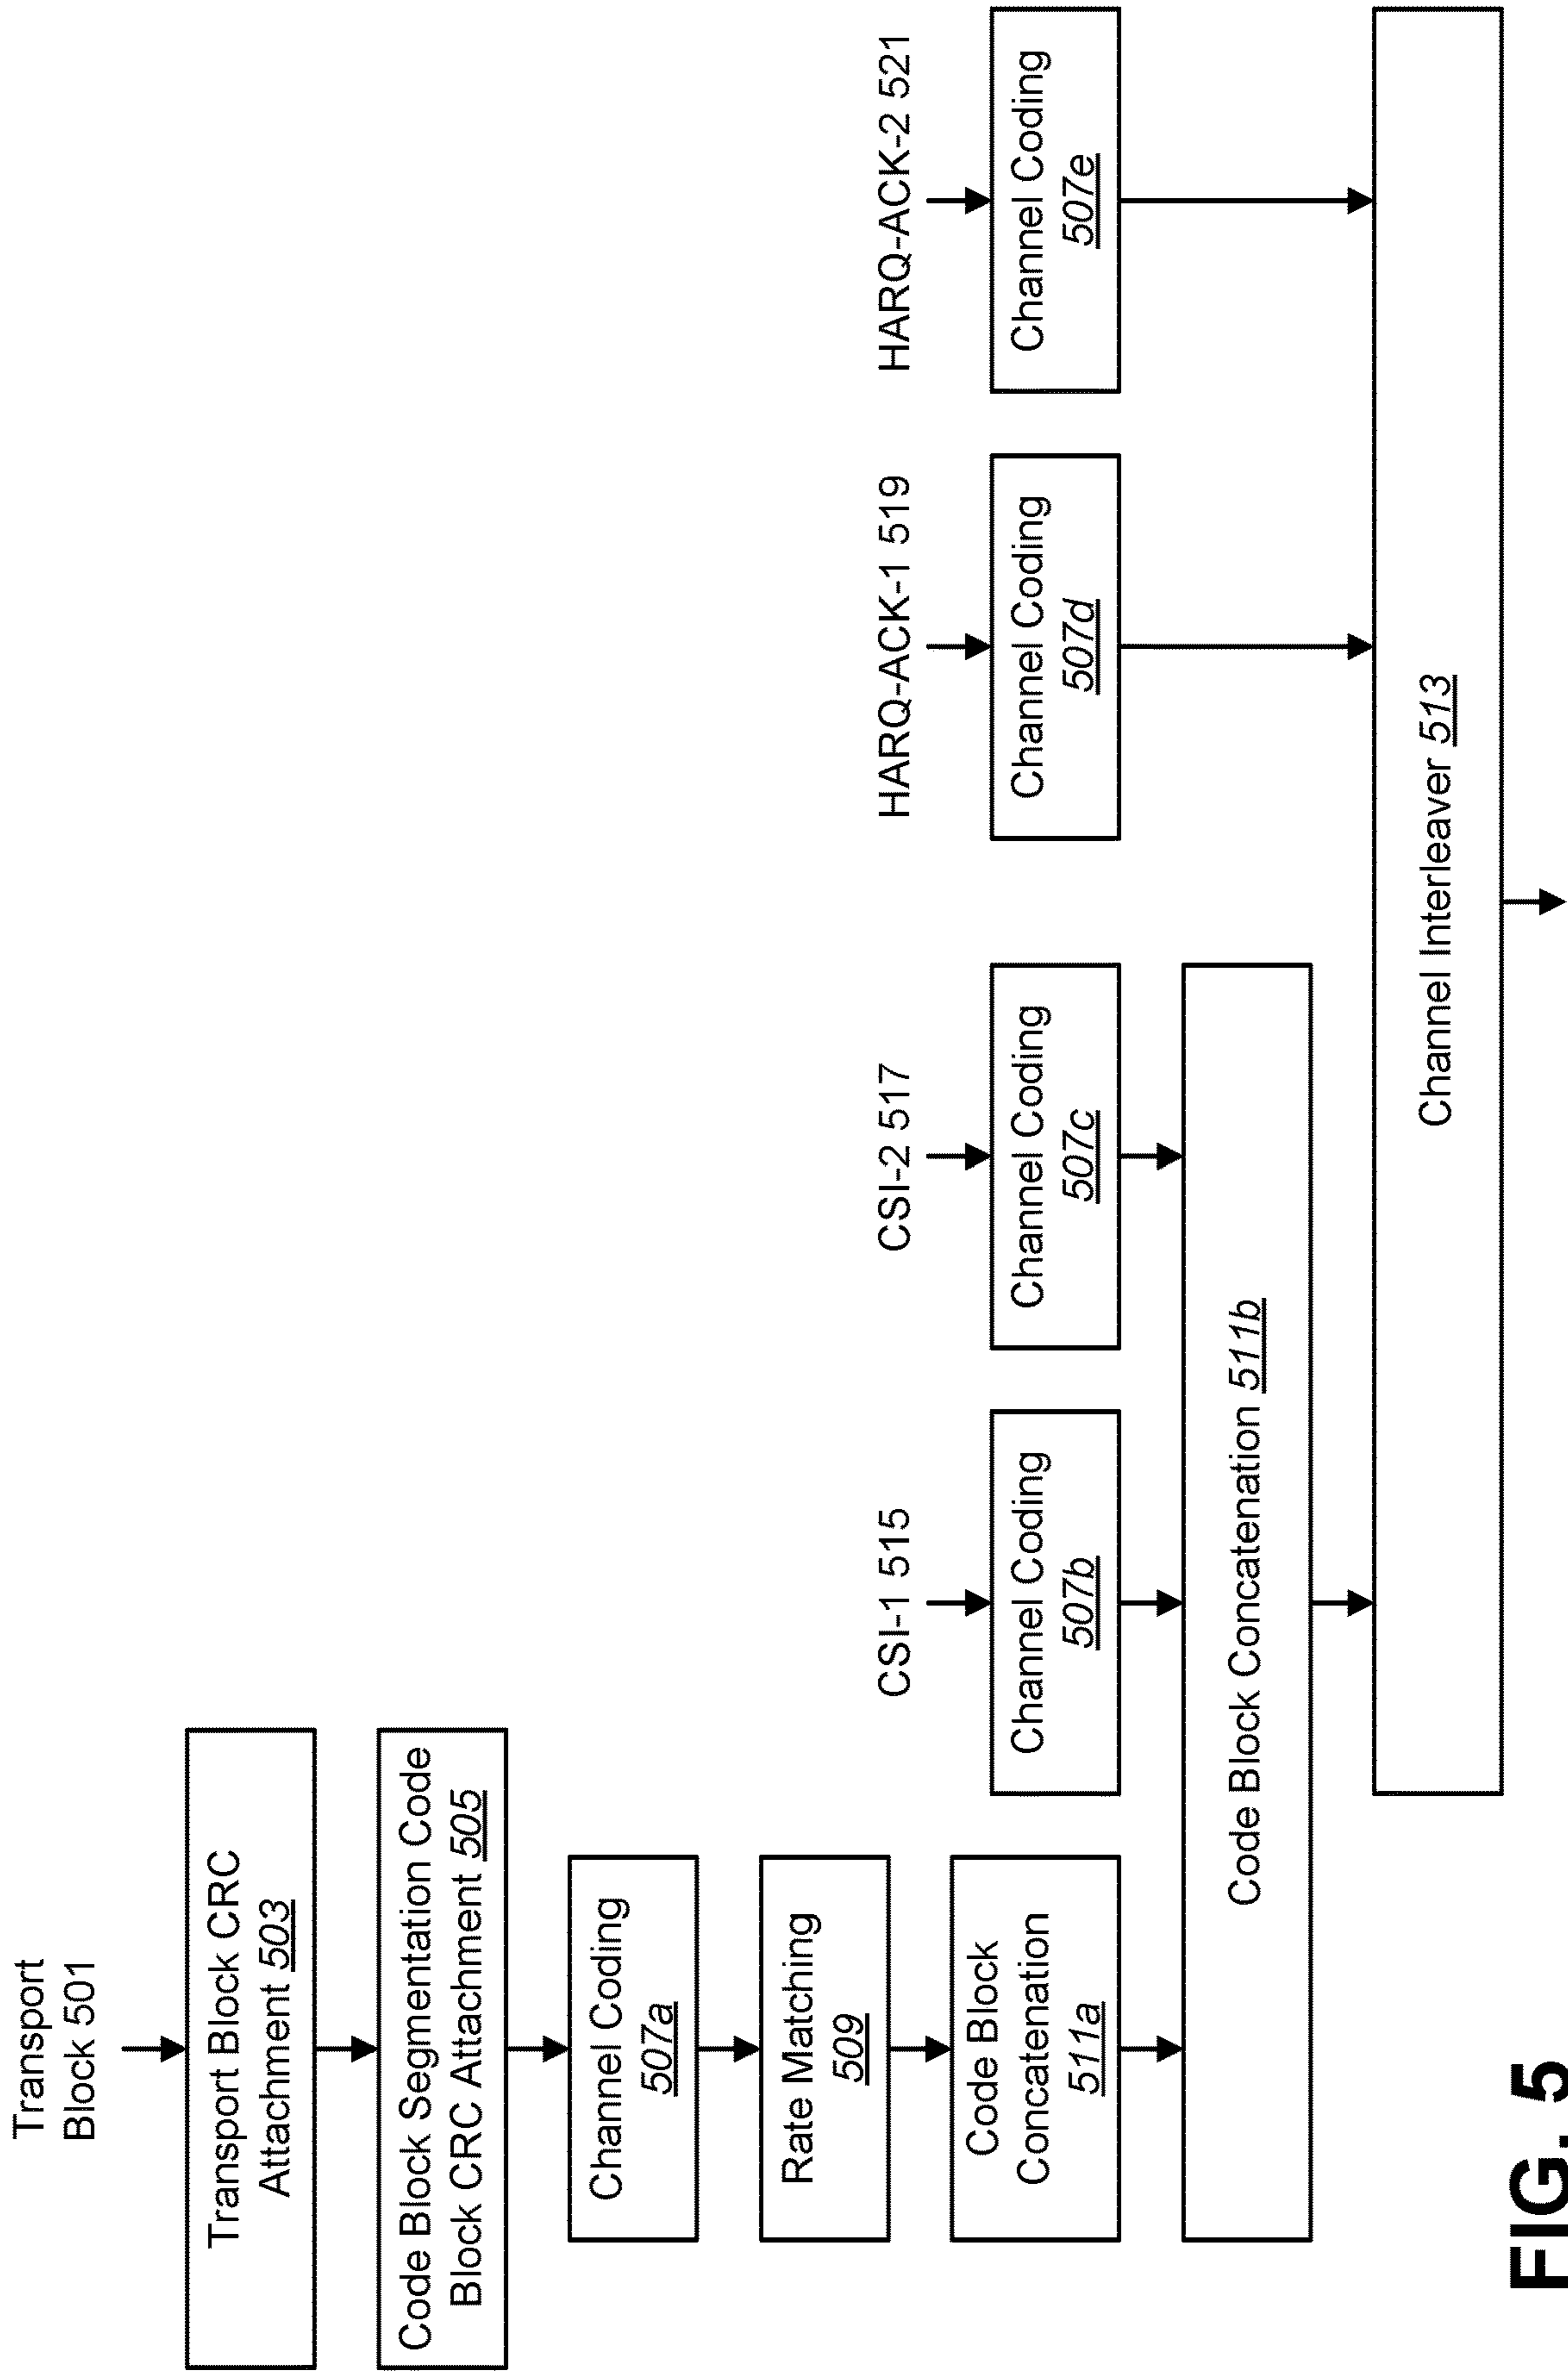 Transport
Block 501
Transport Block CRC
Attachment 503
Code Block Segmentation Code
Block CRC Attachment 505
Channel Coding
507a
Rate Matching
509
Code Block
Concatenation
511a
CSI-1 515
Channel Coding
507b
CSI-2 517
Channel Coding
507c
HARQ-ACK-1 519
Channel Coding
507d
HARQ-ACK-2 521
Channel Coding
507e
Code Block Concatenation 511b
Channel Interleaver 513
FIG. 5